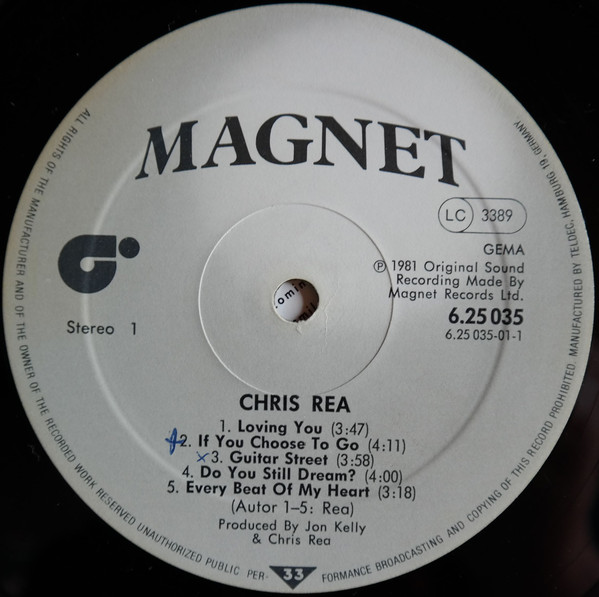 MAGNET
LC 3389
GEMA
℗ 1981 Original Sound
Recording Made By
Magnet Records Ltd.
6.25 035
6.25 035-01-1
Stereo 1
CHRIS REA
1. Loving You (3:47)
2. If You Choose To Go (4:11)
x3. Guitar Street (3:58)
4. Do You Still Dream? (4:00)
5. Every Beat Of My Heart (3:18)
(Autor 1–5: Rea)
Produced By Jon Kelly
& Chris Rea
33
ALL RIGHTS OF THE MANUFACTURER AND OF THE OWNER OF THE RECORDED WORK RESERVED UNAUTHORIZED PUBLIC PER-FORMANCE BROADCASTING AND COPYING OF THIS RECORD PROHIBITED. MANUFACTURED BY TELDEC, HAMBURG 19, GERMANY